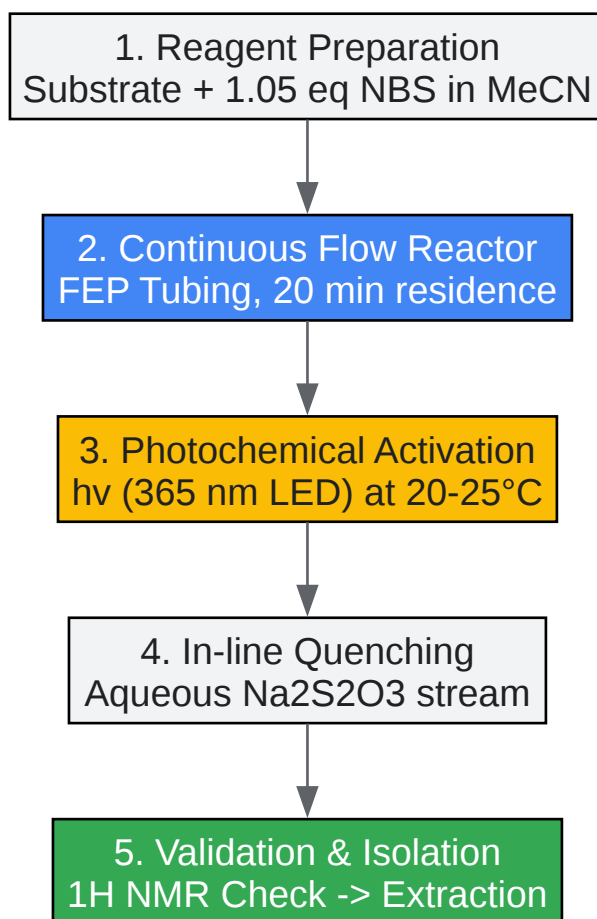 1. Reagent Preparation
Substrate + 1.05 eq NBS in MeCN
2. Continuous Flow Reactor
FEP Tubing, 20 min residence
3. Photochemical Activation
hv (365 nm LED) at 20-25°C
4. In-line Quenching
Aqueous Na2S2O3 stream
5. Validation & Isolation
1H NMR Check -> Extraction